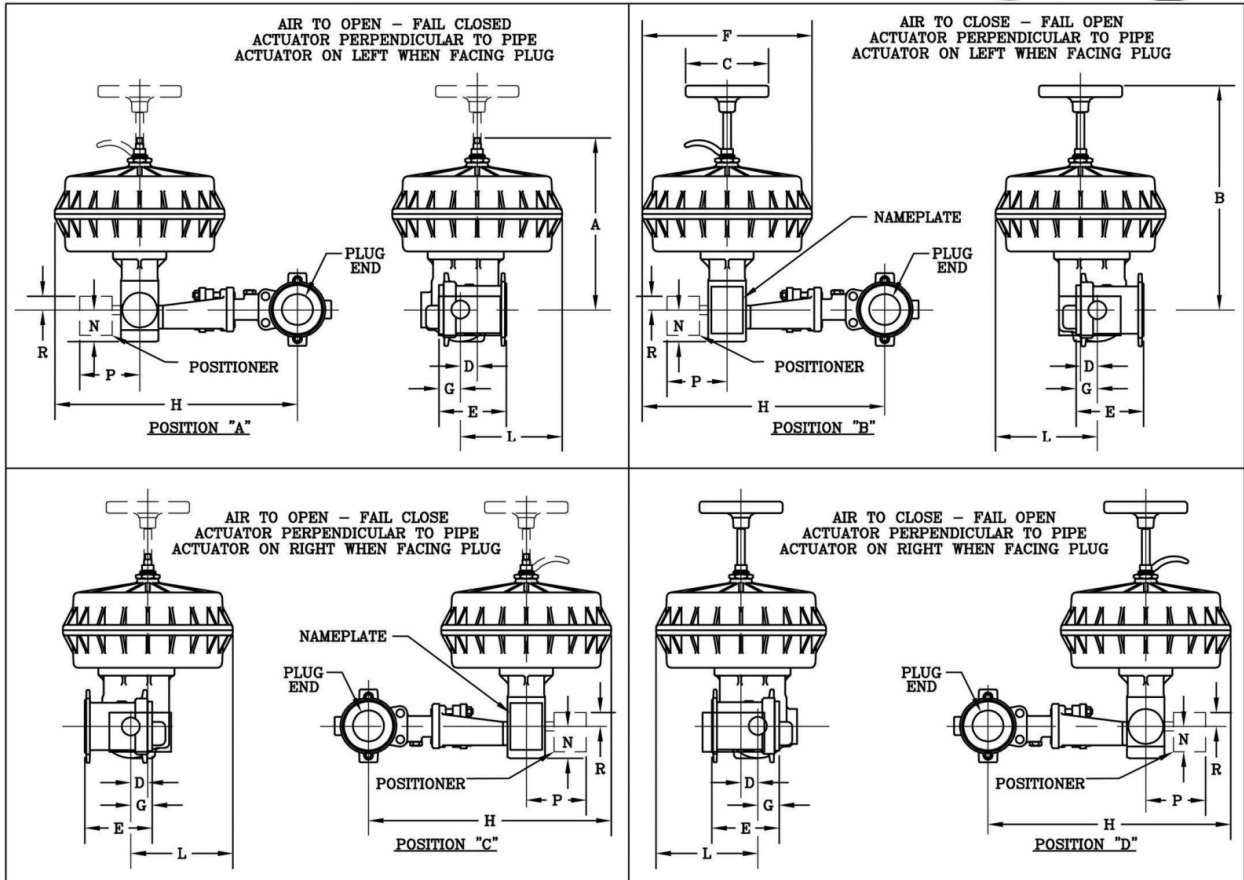 AIR TO OPEN – FAIL CLOSED
ACTUATOR PERPENDICULAR TO PIPE
ACTUATOR ON LEFT WHEN FACING PLUG
A
PLUG
END
N
R
POSITIONER
P
D
G
H
E
L
POSITION "A"
AIR TO CLOSE – FAIL OPEN
ACTUATOR PERPENDICULAR TO PIPE
ACTUATOR ON LEFT WHEN FACING PLUG
F
C
B
NAMEPLATE
PLUG
END
N
R
POSITIONER
P
D
G
H
E
L
POSITION "B"
AIR TO OPEN – FAIL CLOSE
ACTUATOR PERPENDICULAR TO PIPE
ACTUATOR ON RIGHT WHEN FACING PLUG
NAMEPLATE
PLUG
END
N
R
POSITIONER
D
G
P
E
H
L
POSITION "C"
AIR TO CLOSE – FAIL OPEN
ACTUATOR PERPENDICULAR TO PIPE
ACTUATOR ON RIGHT WHEN FACING PLUG
PLUG
END
N
R
POSITIONER
D
G
P
E
H
L
POSITION "D"